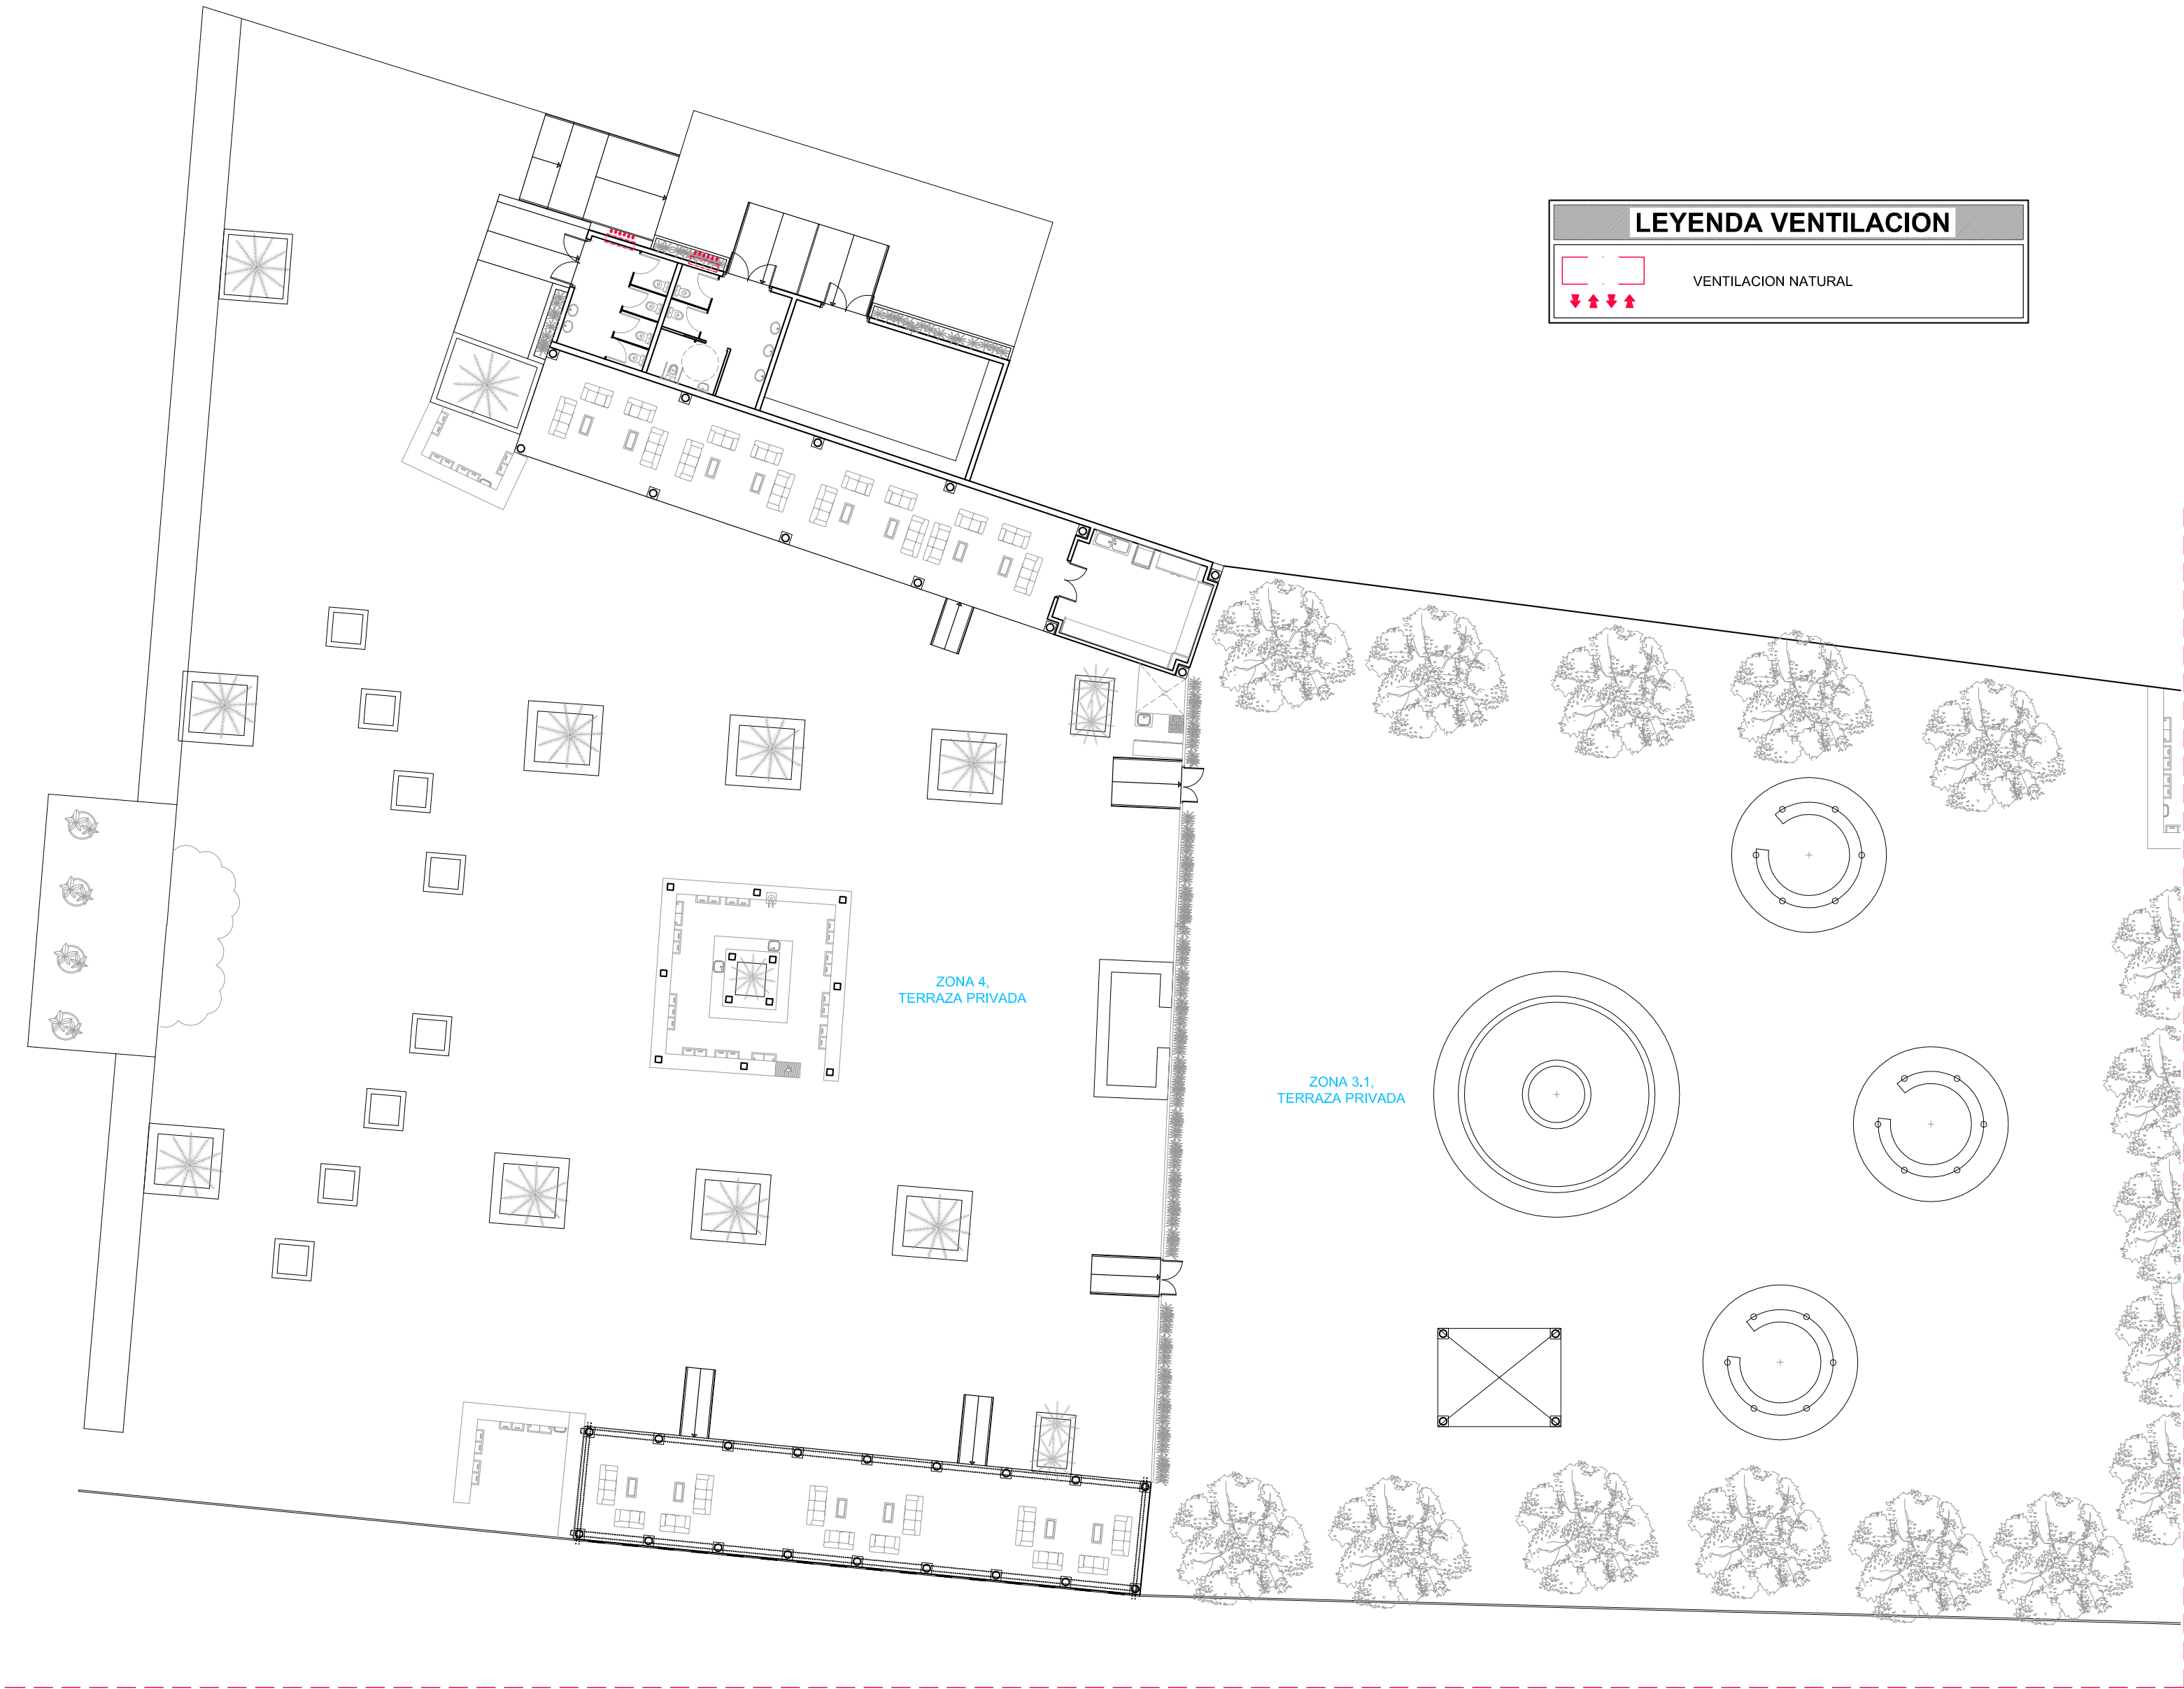 LEYENDA VENTILACION
VENTILACION NATURAL
ZONA 4,
TERRAZA PRIVADA
ZONA 3.1,
TERRAZA PRIVADA